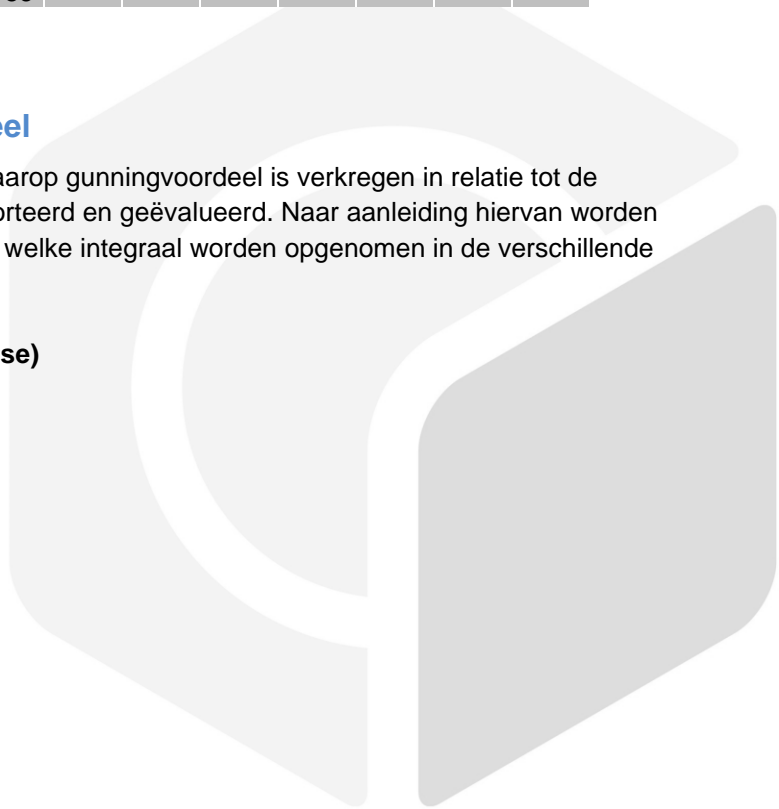 eel
aarop gunningvoordeel is verkregen in relatie tot de
orteerd en geëvalueerd. Naar aanleiding hiervan worden
welke integraal worden opgenomen in de verschillende
se)